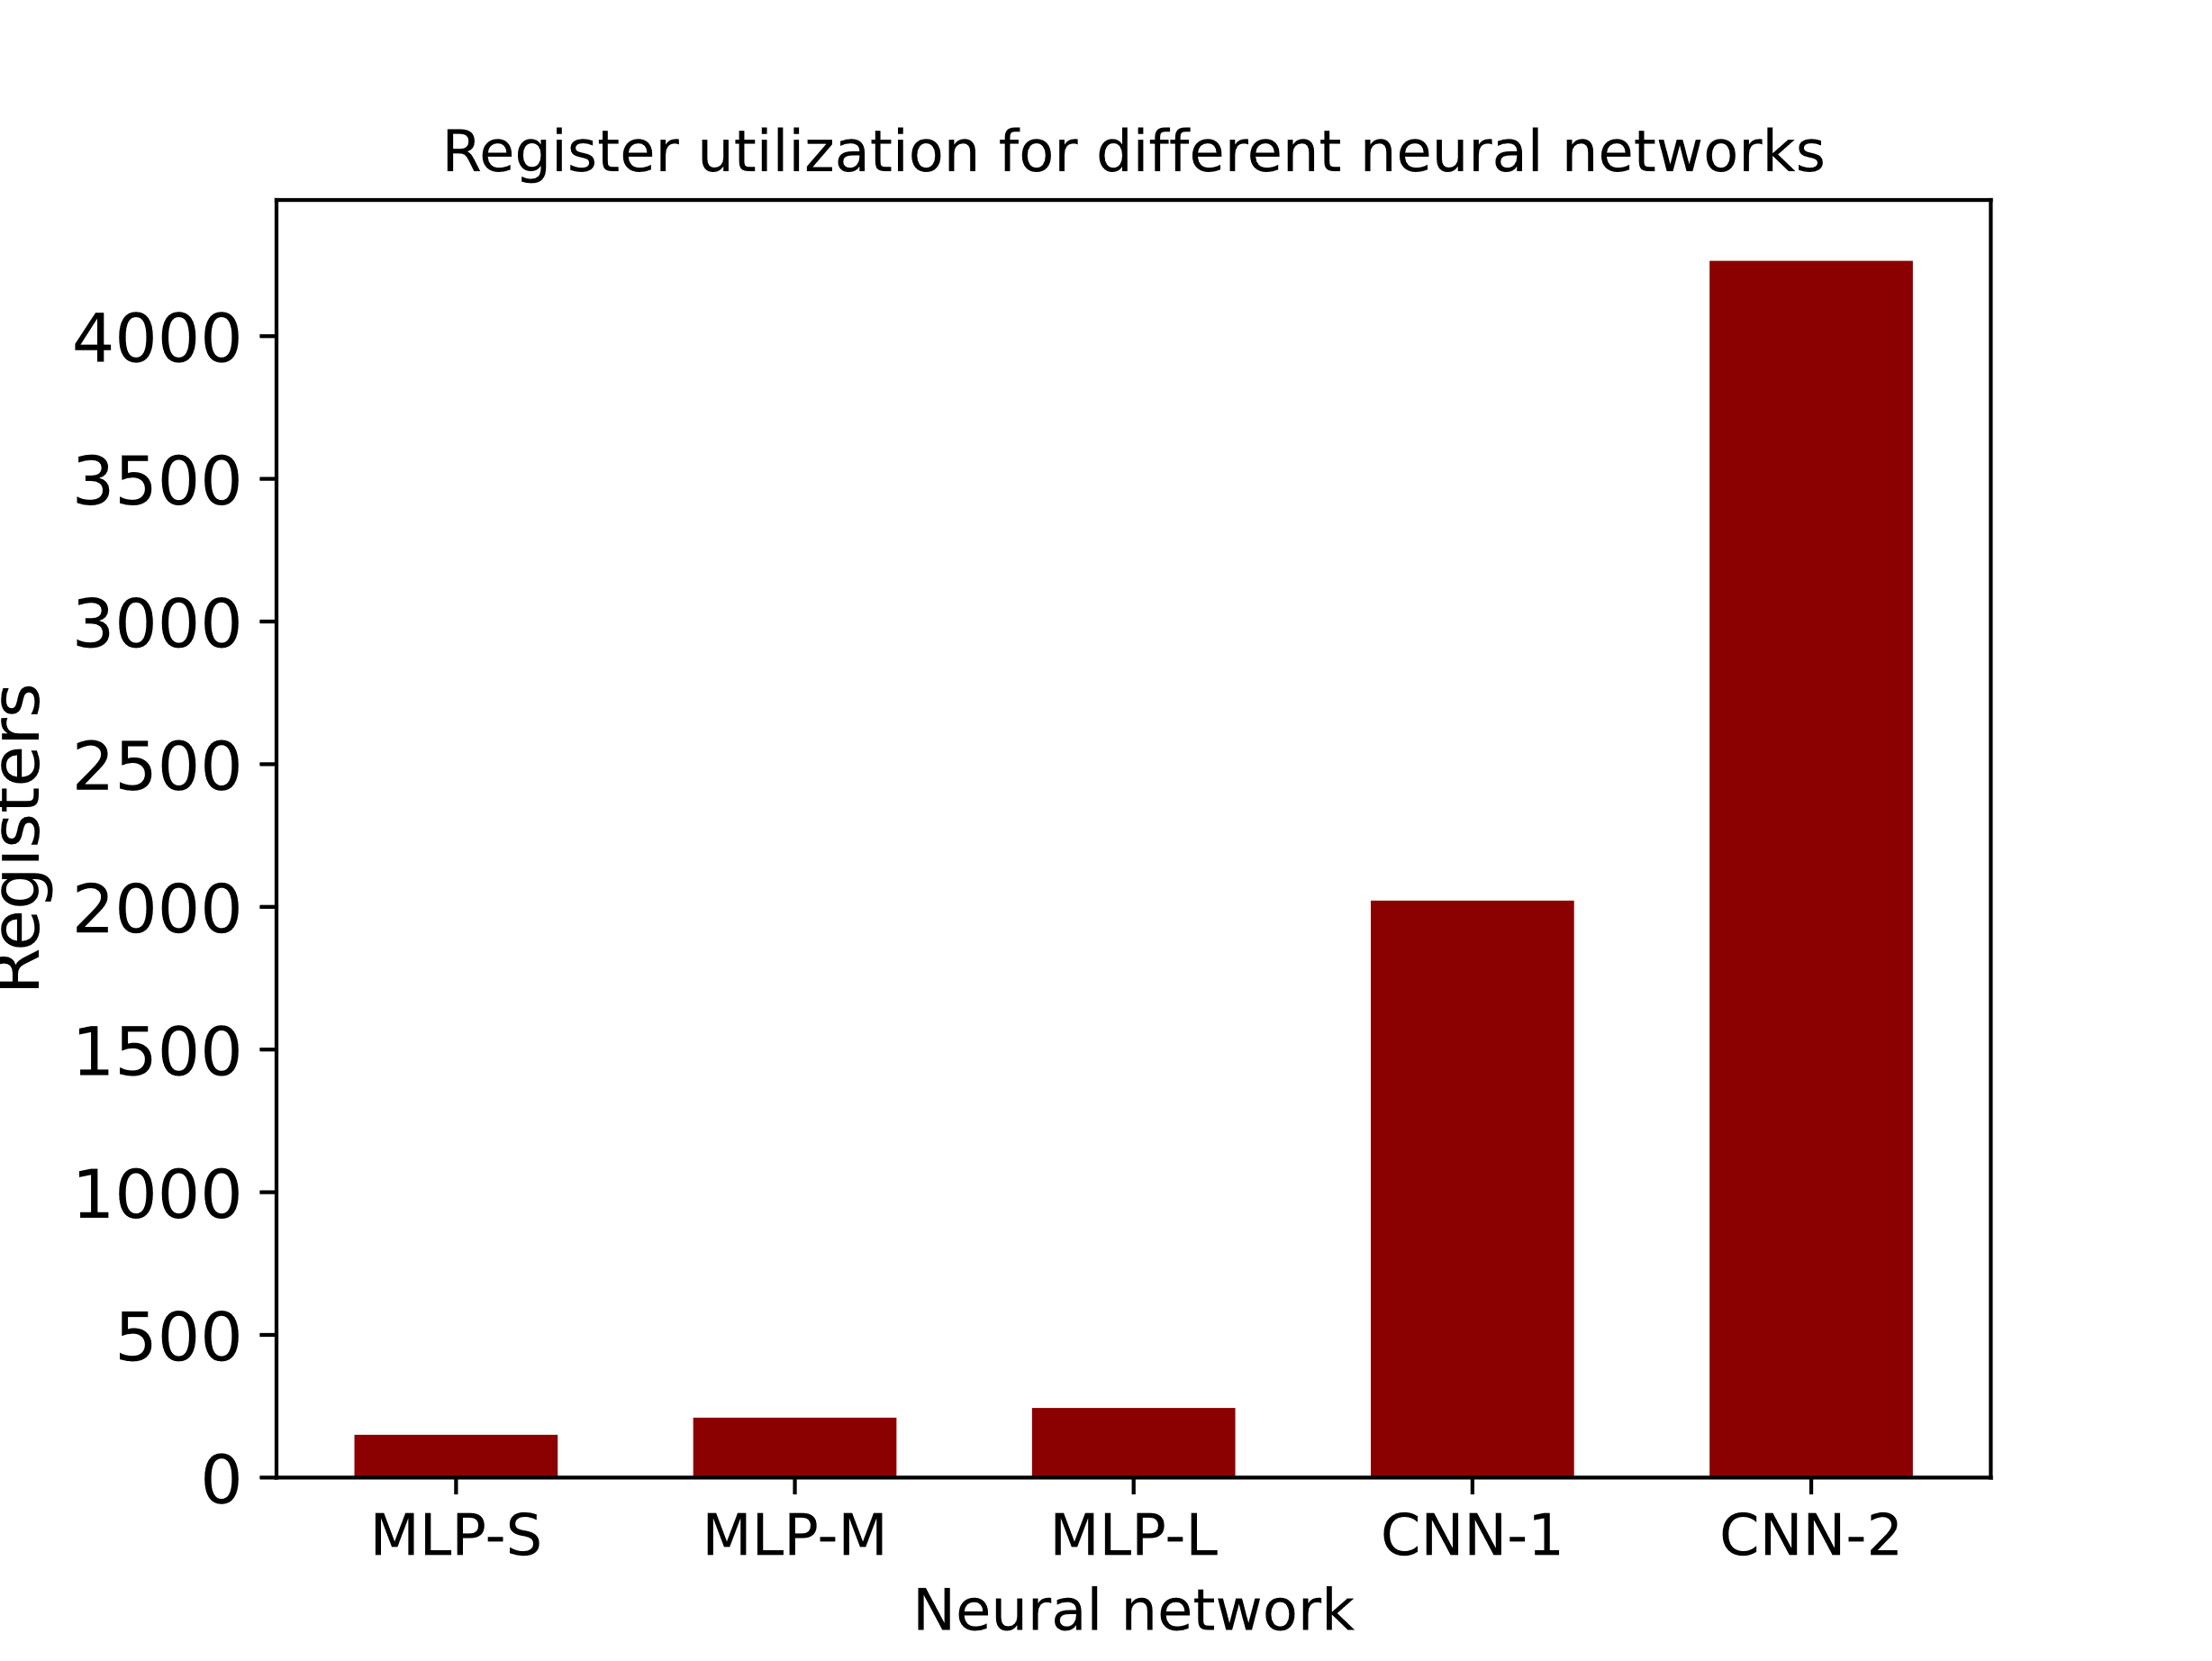 Register utilization for different neural networks
4000
3500
3000
2500
2000
1500
1000
500
0
Registers
MLP-S MLP-M MLP-L CNN-1 CNN-2
Neural network